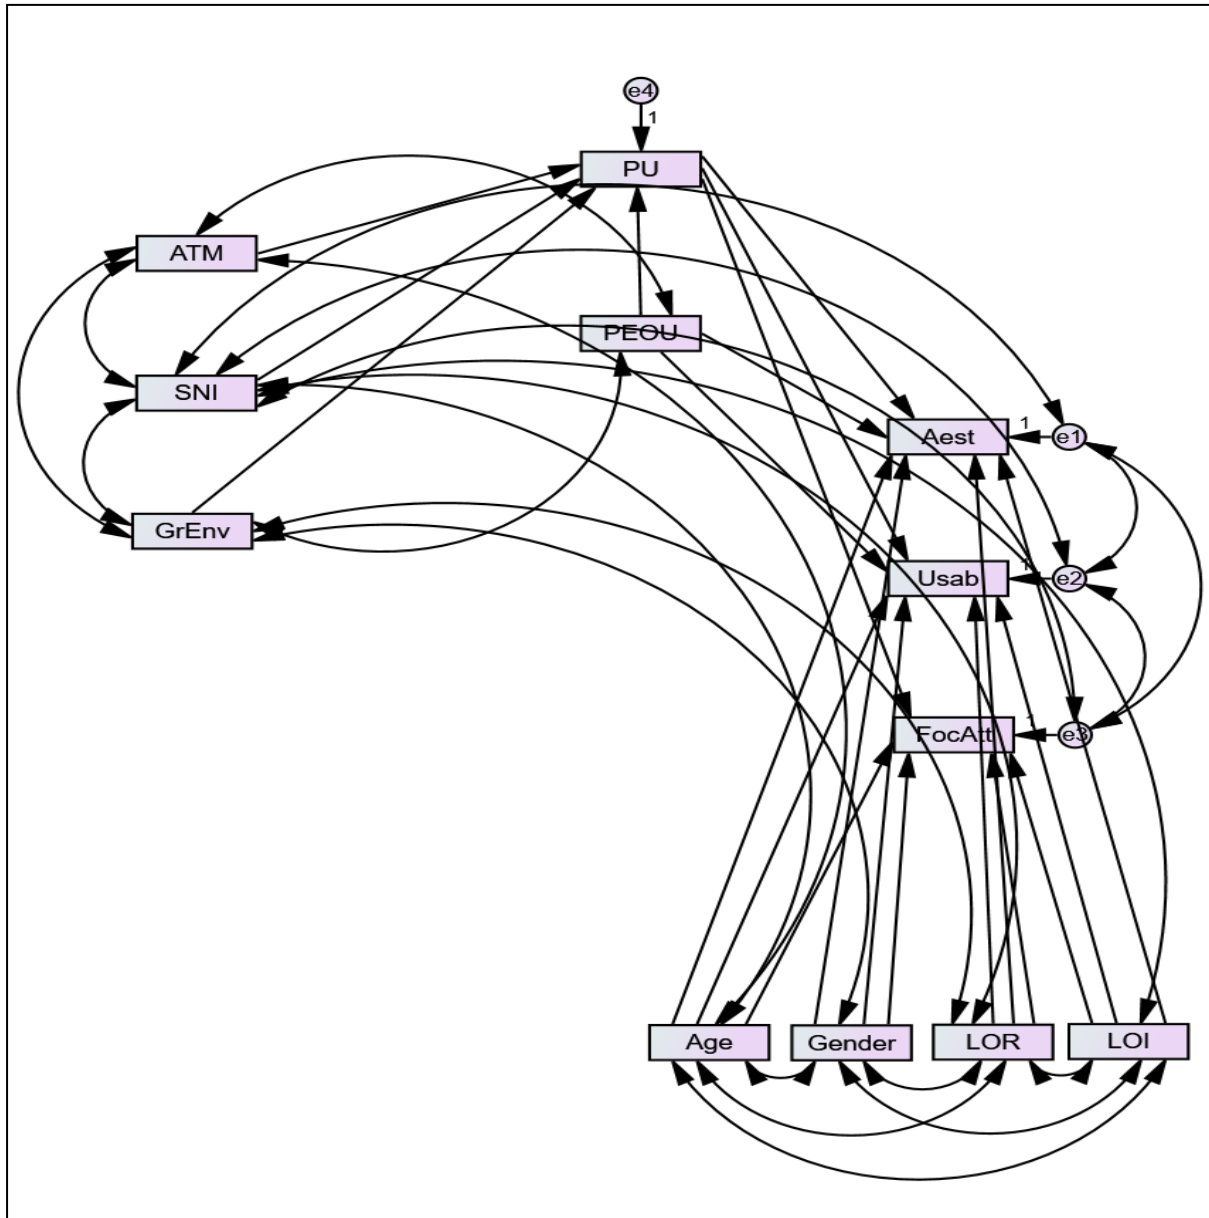 e4
1
PU
ATM
PEOU
SNI
Aest
1
e1
GrEnv
Usab
1
e2
FocAtt
1
e3
Age
Gender
LOR
LOI